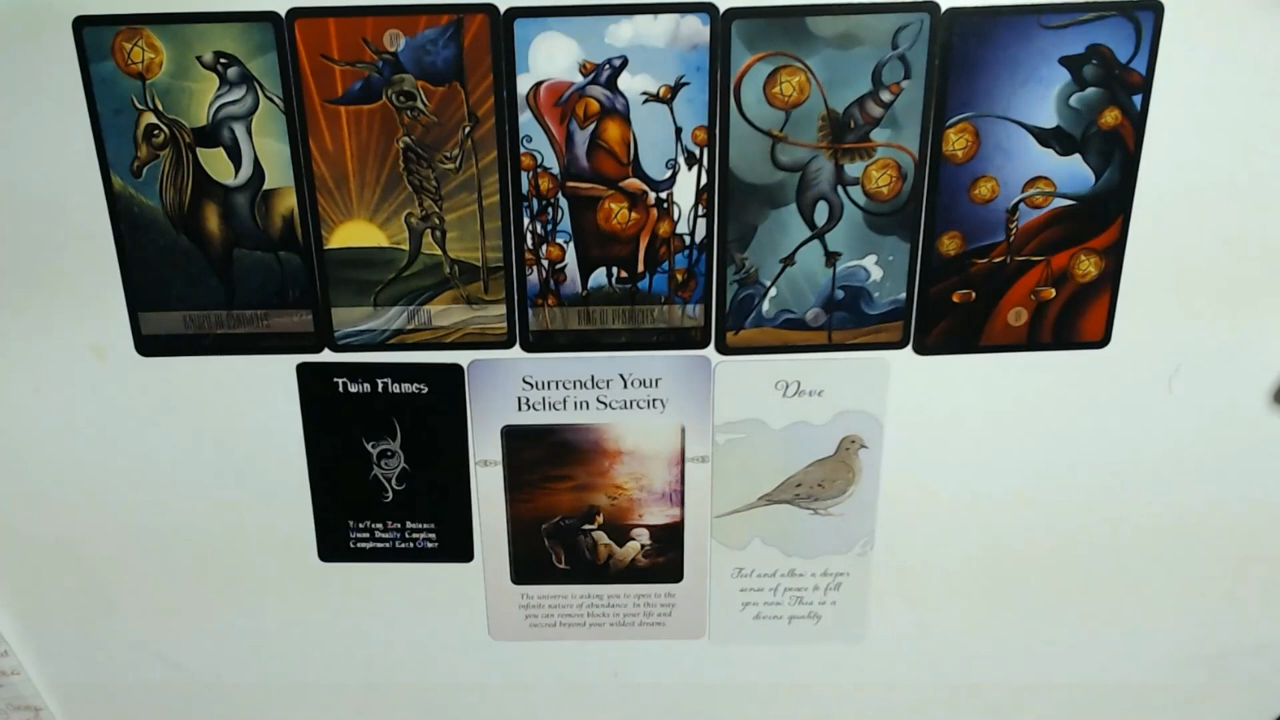 KNIGHT OF PENTACLES
DEATH
KING OF PENTACLES
II
Twin Flames
Yin/Yang Zen Balance
Union Duality Coupling
Complement Each Other
Surrender Your
Belief in Scarcity
The universe is asking you to open to the
infinite nature of abundance. In this way
you can remove blocks in your life and
succeed beyond your wildest dreams.
Dove
Feel and allow a deeper
sense of peace to fill
you now. This is a
divine quality